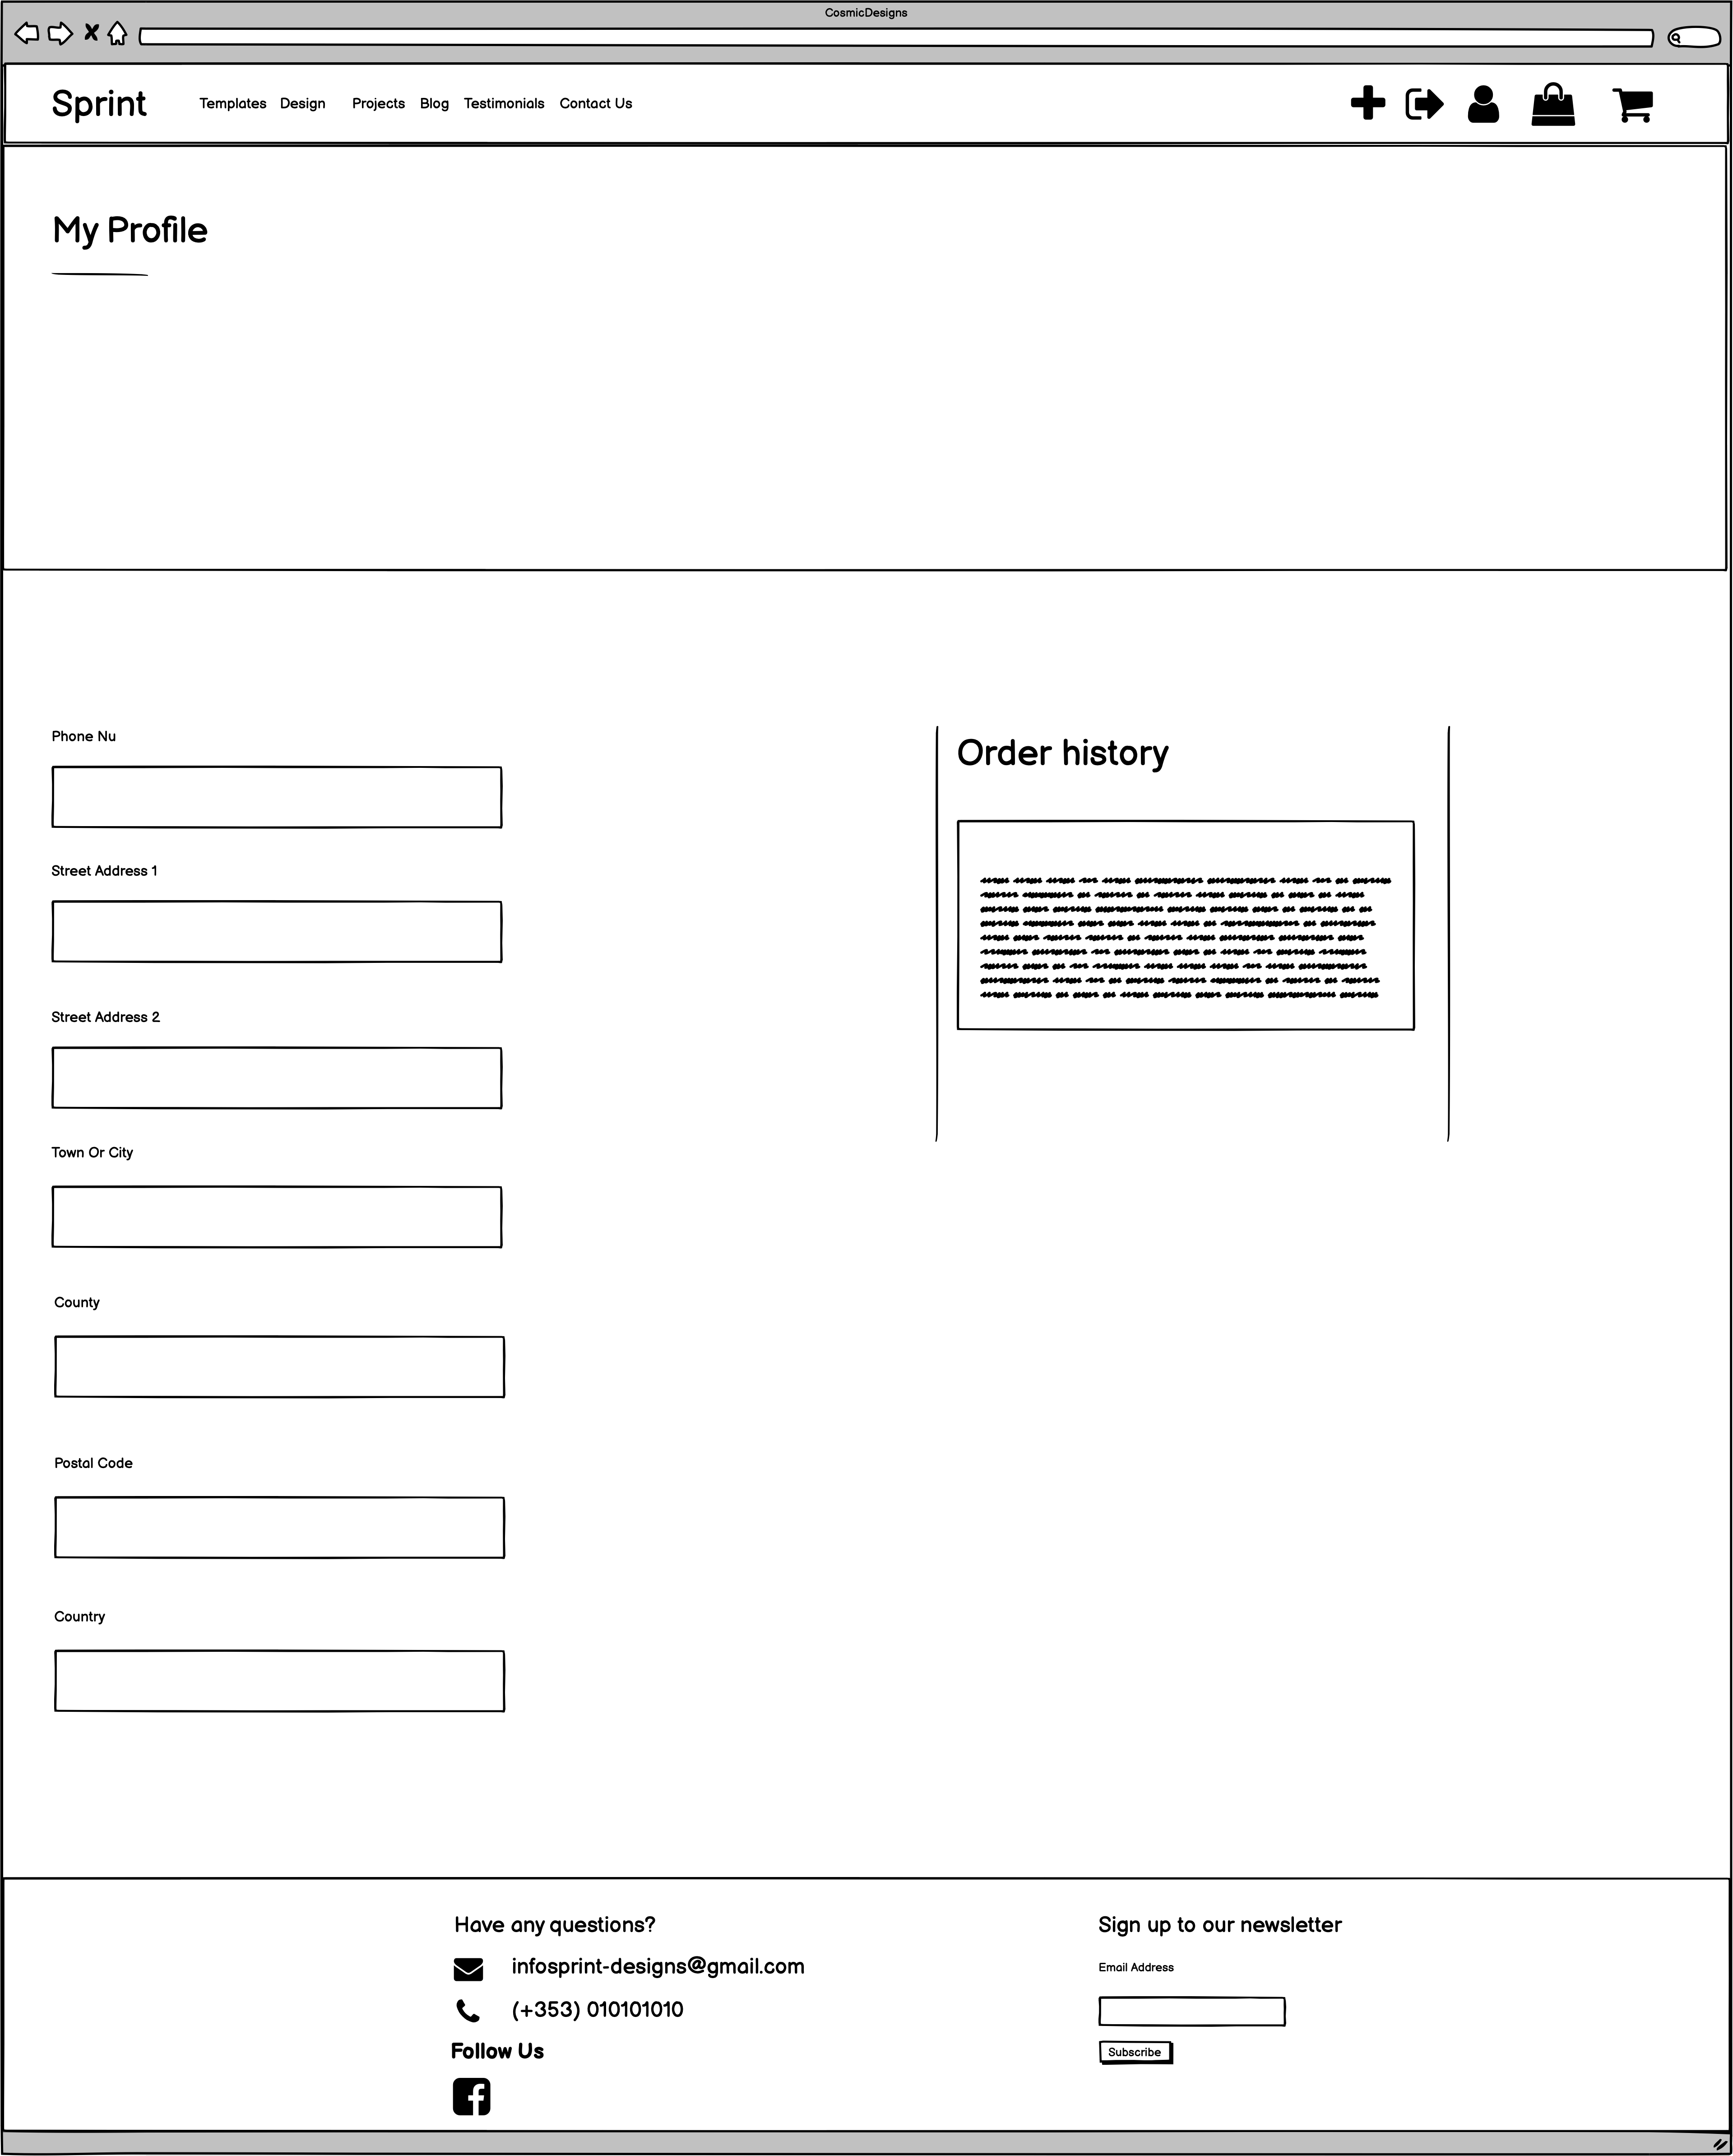 CosmicDesigns
Sprint Templates Design Projects Blog Testimonials Contact Us
My Profile
Phone Nu
Order history
Street Address 1
Street Address 2
Town Or City
County
Postal Code
Country
Have any questions?
infosprint-designs@gmail.com
(+353) 010101010
Follow Us
Sign up to our newsletter
Email Address
Subscribe